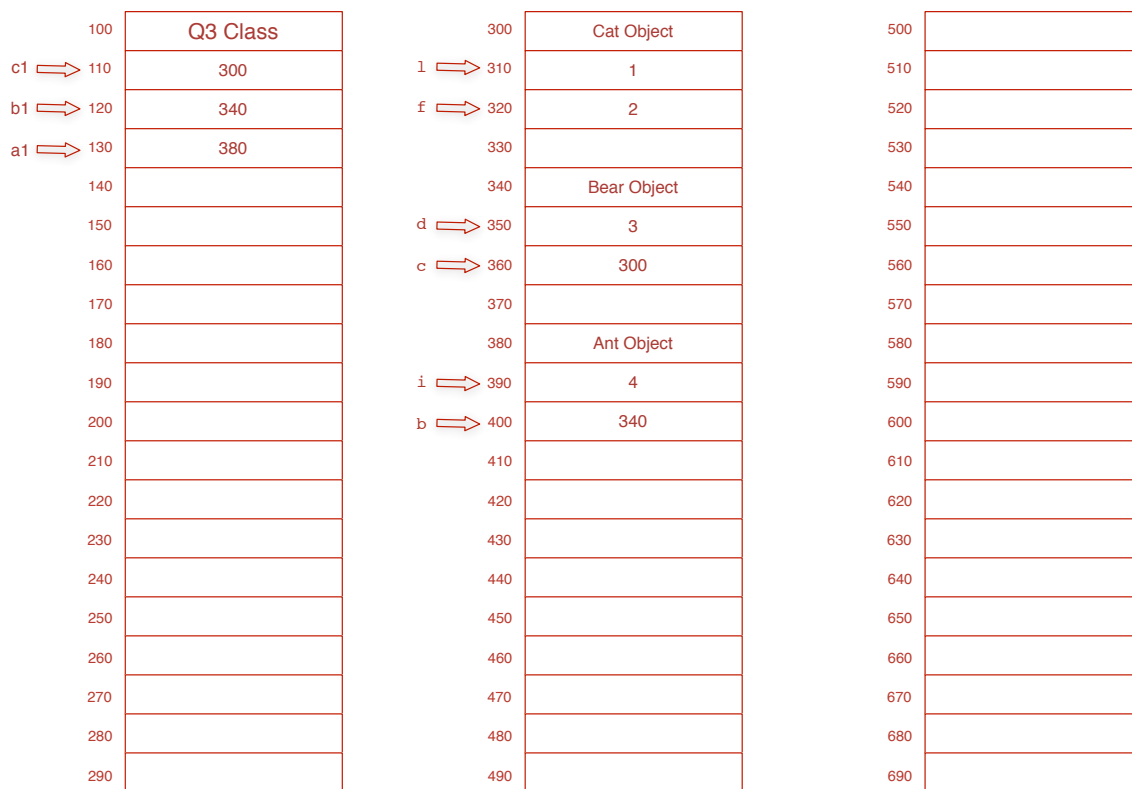 100 Q3 Class 300 Cat Object 500
c1 110 300 l 310 1 510
b1 120 340 f 320 2 520
a1 130 380 330 530
140 340 Bear Object 540
150 d 350 3 550
160 c 360 300 560
170 370 570
180 380 Ant Object 580
190 i 390 4 590
200 b 400 340 600
210 410 610
220 420 620
230 430 630
240 440 640
250 450 650
260 460 660
270 470 670
280 480 680
290 490 690